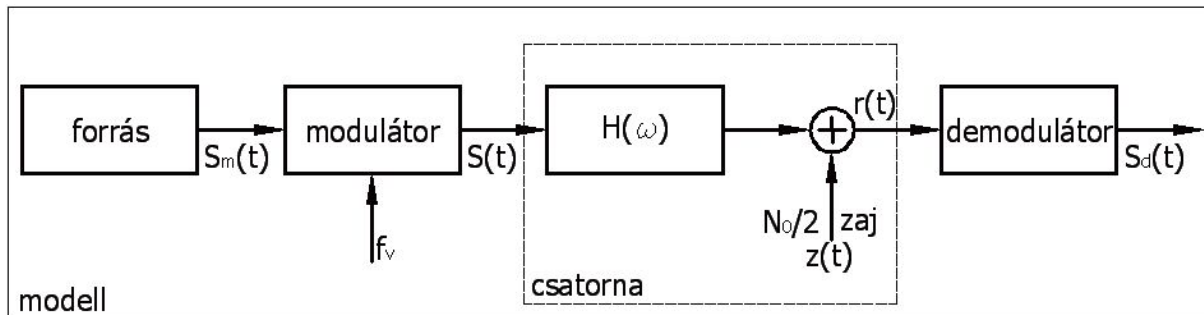 forrás
Sm(t)
modulátor
fv
S(t)
H(ω)
r(t)
N0/2 zaj
z(t)
csatorna
demodulátor
Sd(t)
modell